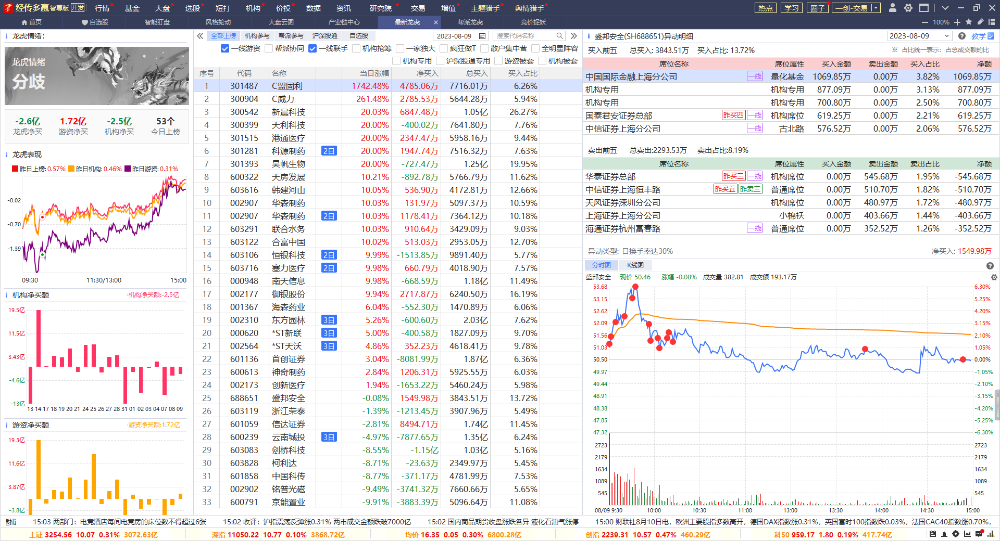 经传多赢 智尊版 开发 行情 基金 大盘 选股 短打 机构 价投 数据 资讯 研究院 交易 增值 主题猎手 舆情猎手 热点 学习 圈子 一创-交易
首页 自选股 智能盯盘 风格轮动 大盘云图 产业链中心 最新龙虎 × 帮派龙虎 竞价捉妖 100%
龙虎情绪:
龙虎情绪
分歧
-2.6亿 1.72亿 -2.5亿 53个
龙虎净买 游资净买 机构净买 今日上榜
龙虎表现
昨日上榜: 0.57% 昨日机构: 0.46% 昨日游资: 0.31%
-0.02
-0.70
-1.39
09:30 11:30/13:00 15:00
机构净买额 ·机构净买额:-2.5亿
19.5亿
11.5亿
3.43亿
-4.6亿
-13亿
13 14 17 18 19 20 21 24 25 26 27 28 31 01 02 03 04 07 08 09
游资净买额 ·游资净买额:1.72亿
19.3亿
11.6亿
3.87亿
-3.8亿
全部上榜 机构参与 帮派参与 沪深股通 自选股 2023-08-09 搜索代码名称
一线游资 帮派协同 一线联手 机构抢筹 一家独大 疯狂做T 散户集中营 全明星阵容
机构专用 沪深股通专用 游资被套 机构被套
序号 代码 名称 当日涨幅 净买入 总买入 买入占比
1 301487 C盟固利 1742.48% 4785.06万 7716.01万 6.26%
2 300904 C威力 261.48% 2785.53万 5644.28万 5.94%
3 300542 新晨科技 20.03% 6847.48万 1.05亿 26.27%
4 300399 天利科技 20.00% -400.02万 7641.80万 7.76%
5 301515 港通医疗 20.00% 2347.47万 5958.16万 9.44%
6 301281 科源制药 2日 20.00% 1947.74万 7516.32万 7.63%
7 301393 昊帆生物 20.00% -727.47万 1.25亿 19.95%
8 600322 天房发展 10.21% -892.78万 5766.79万 11.62%
9 603616 韩建河山 10.05% 536.90万 4172.81万 12.66%
10 002907 华森制药 10.03% 131.97万 5097.37万 10.59%
11 002907 华森制药 2日 10.03% 1178.41万 7364.12万 10.18%
12 603291 联合水务 10.03% 910.64万 3429.09万 9.03%
13 603122 合富中国 10.02% 513.03万 2953.05万 12.70%
14 603106 恒银科技 2日 9.99% -1513.85万 9891.40万 5.77%
15 603716 塞力医疗 2日 9.98% 660.79万 4018.90万 7.57%
16 000948 南天信息 9.98% -668.59万 1.18亿 11.49%
17 002177 御银股份 9.94% 2717.87万 6240.50万 16.19%
18 001367 海森药业 6.04% -552.30万 1470.89万 6.06%
19 002310 东方园林 3日 5.26% -600.60万 2.03亿 7.62%
20 000620 *ST新联 3日 5.00% -400.58万 1827.09万 9.70%
21 002564 *ST天沃 3日 4.86% 352.23万 4618.41万 9.78%
22 601136 首创证券 3.04% -8081.99万 1.87亿 6.36%
23 600613 神奇制药 2.84% 1206.31万 5925.55万 6.03%
24 002173 创新医疗 1.94% -1653.22万 5460.24万 5.98%
25 688651 盛邦安全 -0.08% 1549.98万 3843.51万 13.72%
26 603119 浙江荣泰 -1.39% -1213.45万 3907.96万 5.49%
27 601059 信达证券 -2.81% 8494.71万 1.74亿 11.45%
28 600239 云南城投 3日 -4.97% -7877.65万 1.35亿 6.24%
29 603083 剑桥科技 -8.55% -1.15亿 1.03亿 5.16%
30 603828 柯利达 -8.71% -23.63万 2349.97万 5.45%
31 601858 中国科传 -8.77% -371.17万 4781.99万 7.53%
32 002902 铭普光磁 -9.49% -3741.32万 7660.66万 5.65%
33 600791 京能置业 -9.91% -3883.39万 5096.64万 11.08%
盛邦安全(SH688651)异动明细 2023-08-09 教学
买入前五 总买入: 3843.51万 买入占比: 13.72% ※ 占比统一表示：占总成交额的比
席位名称 席位属性 买入金额 卖出金额 买入占比 净额
中国国际金融上海分公司 一线 量化基金 1069.85万 0.00万 3.82% 1069.85万
机构专用 机构专用 877.09万 0.00万 3.13% 877.09万
机构专用 机构专用 700.80万 0.00万 2.50% 700.80万
国泰君安证券总部 昨买四 一线 机构席位 619.25万 0.00万 2.21% 619.25万
中信证券上海分公司 一线 古北路 576.52万 0.00万 2.06% 576.52万
卖出前五 总卖出:2293.53万 卖出占比:8.19%
席位名称 席位属性 买入金额 卖出金额 卖出占比 净额
华泰证券总部 昨买三 一线 机构席位 0.00万 545.68万 1.95% -545.68万
中信证券上海恒丰路 昨买五 昨卖三 普通席位 0.00万 510.70万 1.82% -510.70万
天风证券深圳分公司 机构席位 0.00万 480.97万 1.72% -480.97万
上海证券上海分公司 小棉袄 0.00万 403.66万 1.44% -403.66万
海通证券杭州富春路 一线 普通席位 0.00万 352.52万 1.26% -352.52万
异动类型: 日换手率达30% 净买入: 1549.98万
分时图 K线图
盛邦安全 现价 50.46 涨幅 -0.08% 成交量 382.81 成交额 193.17万
53.68 6.30%
53.15 5.25%
52.62 4.20%
52.09 3.15%
51.56 2.10%
51.03 1.05%
50.50 0.00%
49.97 -1.05%
49.44 -2.10%
48.91 -3.15%
48.38 -4.20%
47.85 -5.25%
47.32 -6.30%
2723 2723
2179 2179
1634 1634
1089 1089
545 545
08/09 9:30 10:00 10:30 11:00 13:00 13:30 14:00 14:30 15:00
財甫 15:03 两部门：电竞酒店每间电竞房的床位数不得超过6张 15:02 收评：沪指震荡反弹涨0.31% 两市成交金额跌破7000亿 15:02 国内商品期货收盘涨跌各异 液化石油气涨停 15:00 财联社8月10日电，欧洲主要股指多数高开，德国DAX指数涨0.31%，英国富时100指数跌0.03%，法国CAC40指数涨0.70%，
上证 3254.56 10.07 0.31% 3072.63亿 深指 11050.22 10.77 0.10% 3868.72亿 均价 16.35 0.05 0.30% 6800.28亿 创指 2239.31 10.57 0.47% 460.29亿 科50 959.17 1.80 0.19% 417.74亿